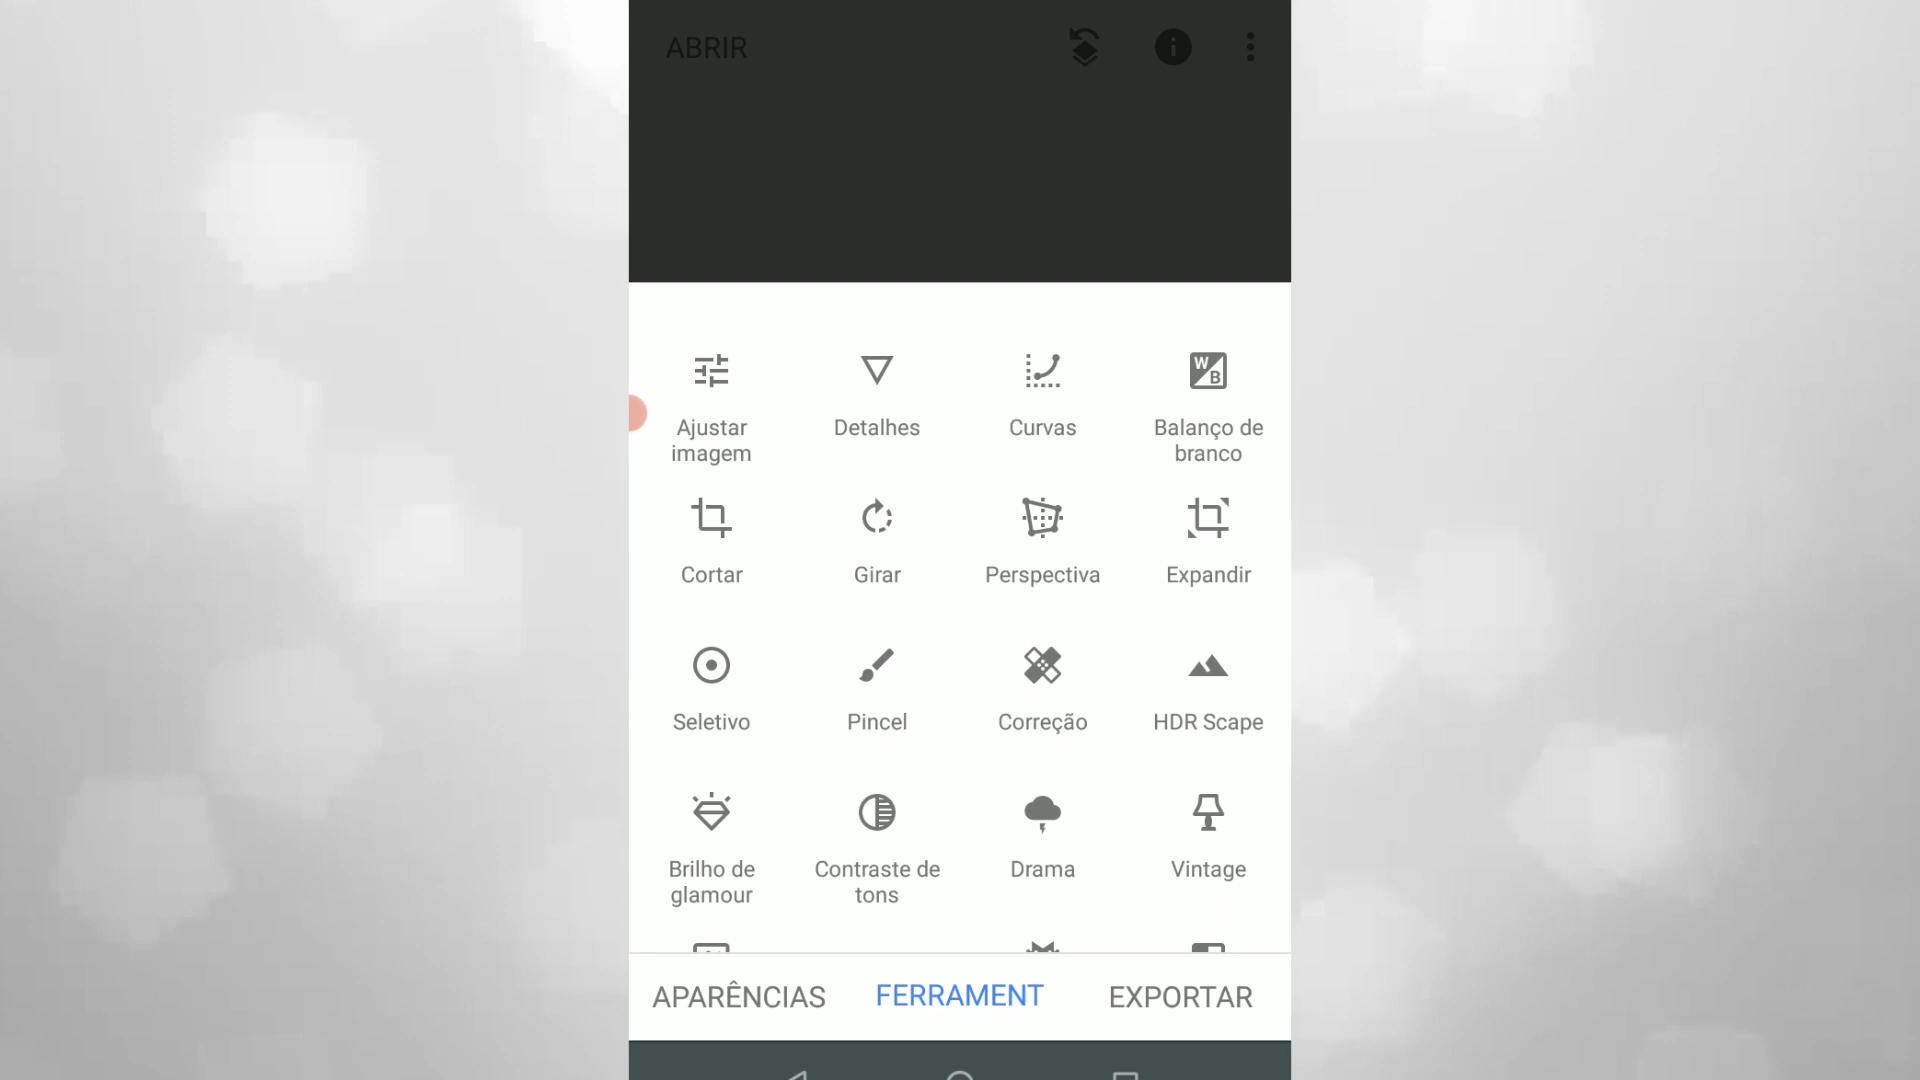 ABRIR
Ajustar imagem
Detalhes
Curvas
Balanço de branco
Cortar
Girar
Perspectiva
Expandir
Seletivo
Pincel
Correção
HDR Scape
Brilho de glamour
Contraste de tons
Drama
Vintage
APARÊNCIAS
FERRAMENT
EXPORTAR